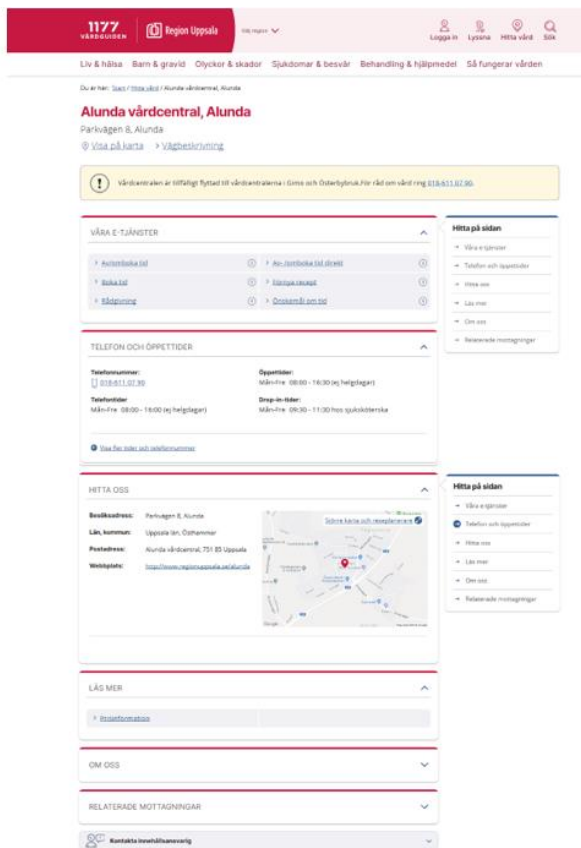 1177
VÅRDGUIDEN
Region Uppsala
Välj region
Logga in
Lyssna
Hitta vård
Sök
Liv & hälsa Barn & gravid Olyckor & skador Sjukdomar & besvär Behandling & hjälpmedel Så fungerar vården
Du är här: Start / Hitta vård / Alunda vårdcentral, Alunda
Alunda vårdcentral, Alunda
Parkvägen 8, Alunda
Visa på karta Vägbeskrivning
Vårdcentralen är tillfälligt flyttad till vårdcentralerna i Gimo och Österbybruk.För råd om vård ring 018-611 07 90.
VÅRA E-TJÄNSTER
Av-/omboka tid direkt
Boka tid
Förnya recept
Rådgivning
Önskemål om tid
Hitta på sidan
Våra e-tjänster
Telefon och öppettider
Hitta oss
Läs mer
Om oss
Relaterade mottagningar
TELEFON OCH ÖPPETTIDER
Telefonnummer:
018-611 07 90
Telefontider
Mån-Fre 08:00 - 16:00 (ej helgdagar)
Öppettider:
Mån-Fre 08:00 - 16:30 (ej helgdagar)
Drop-in-tider:
Mån-Fre 09:30 - 11:30 hos sjuksköterska
Visa fler tider och telefonnummer
HITTA OSS
Besöksadress: Parkvägen 8, Alunda
Län, kommun: Uppsala län, Östhammar
Postadress: Alunda vårdcentral, 751 85 Uppsala
Webbplats: http://www.regionuppsala.se/alunda
Större karta och reseplanerare
Google
Hitta på sidan
Våra e-tjänster
Telefon och öppettider
Hitta oss
Läs mer
Om oss
Relaterade mottagningar
LÄS MER
Prisinformation
OM OSS
RELATERADE MOTTAGNINGAR
Kontakta innehållsansvarig